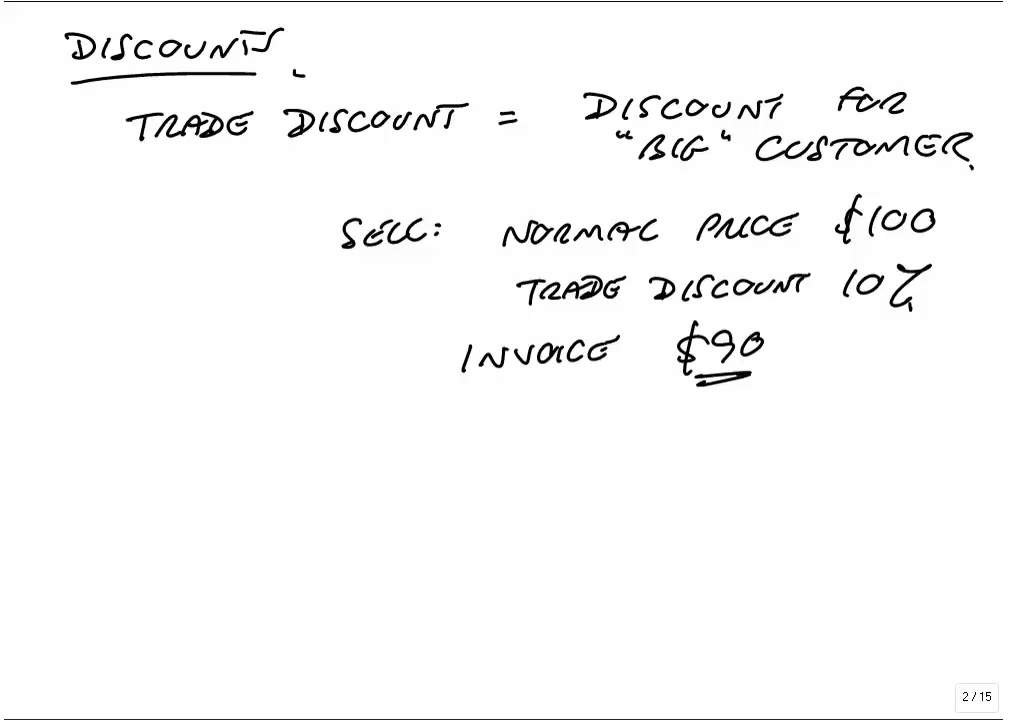 DISCOUNTS.
TRADE DISCOUNT = DISCOUNT FOR
"BIG" CUSTOMER.
SELL: NORMAL PRICE $100
TRADE DISCOUNT 10%
INVOICE $90
2 / 15